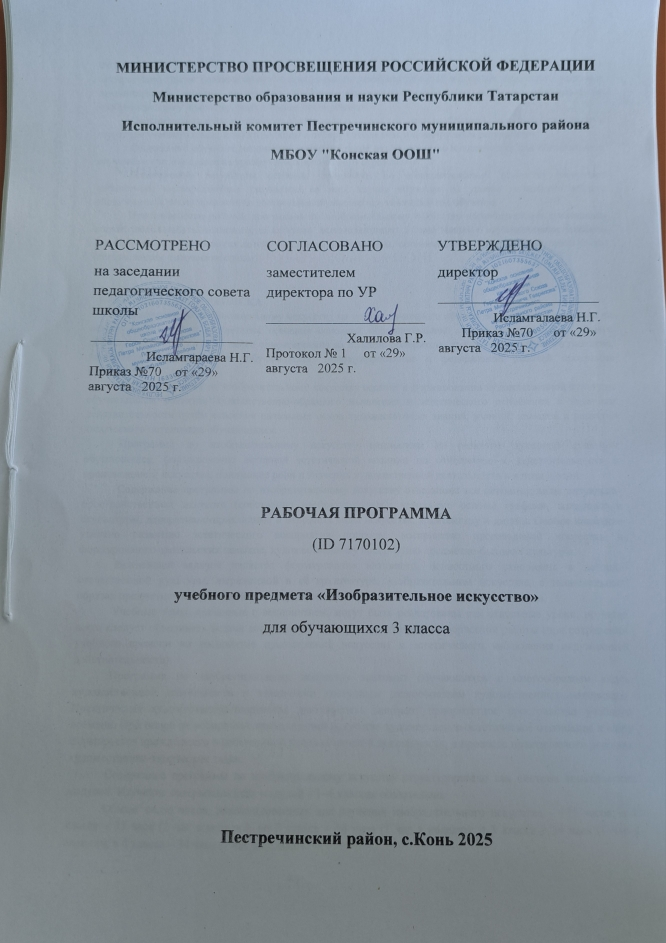 МИНИСТЕРСТВО ПРОСВЕЩЕНИЯ РОССИЙСКОЙ ФЕДЕРАЦИИ
Министерство образования и науки Республики Татарстан
Исполнительный комитет Пестречинского муниципального района
МБОУ "Конская ООШ"
РАССМОТРЕНО
на заседании
педагогического совета
школы
Исламгараева Н.Г.
Приказ №70 от «29»
августа 2025 г.
СОГЛАСОВАНО
заместителем
директора по УР
Халилова Г.Р.
Протокол № 1 от «29»
августа 2025 г.
УТВЕРЖДЕНО
директор
Исламгалаева Н.Г.
Приказ №70 от «29»
августа 2025 г.
РАБОЧАЯ ПРОГРАММА
(ID 7170102)
учебного предмета «Изобразительное искусство»
для обучающихся 3 класса
Пестречинский район, с.Конь 2025